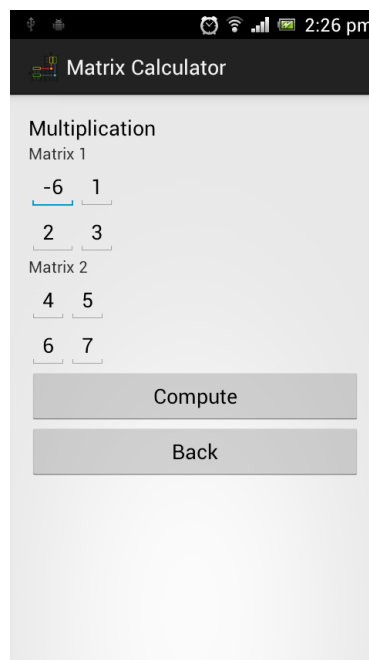 2:26 pm
Matrix Calculator
Multiplication
Matrix 1
-6 1
2 3
Matrix 2
4 5
6 7
Compute
Back